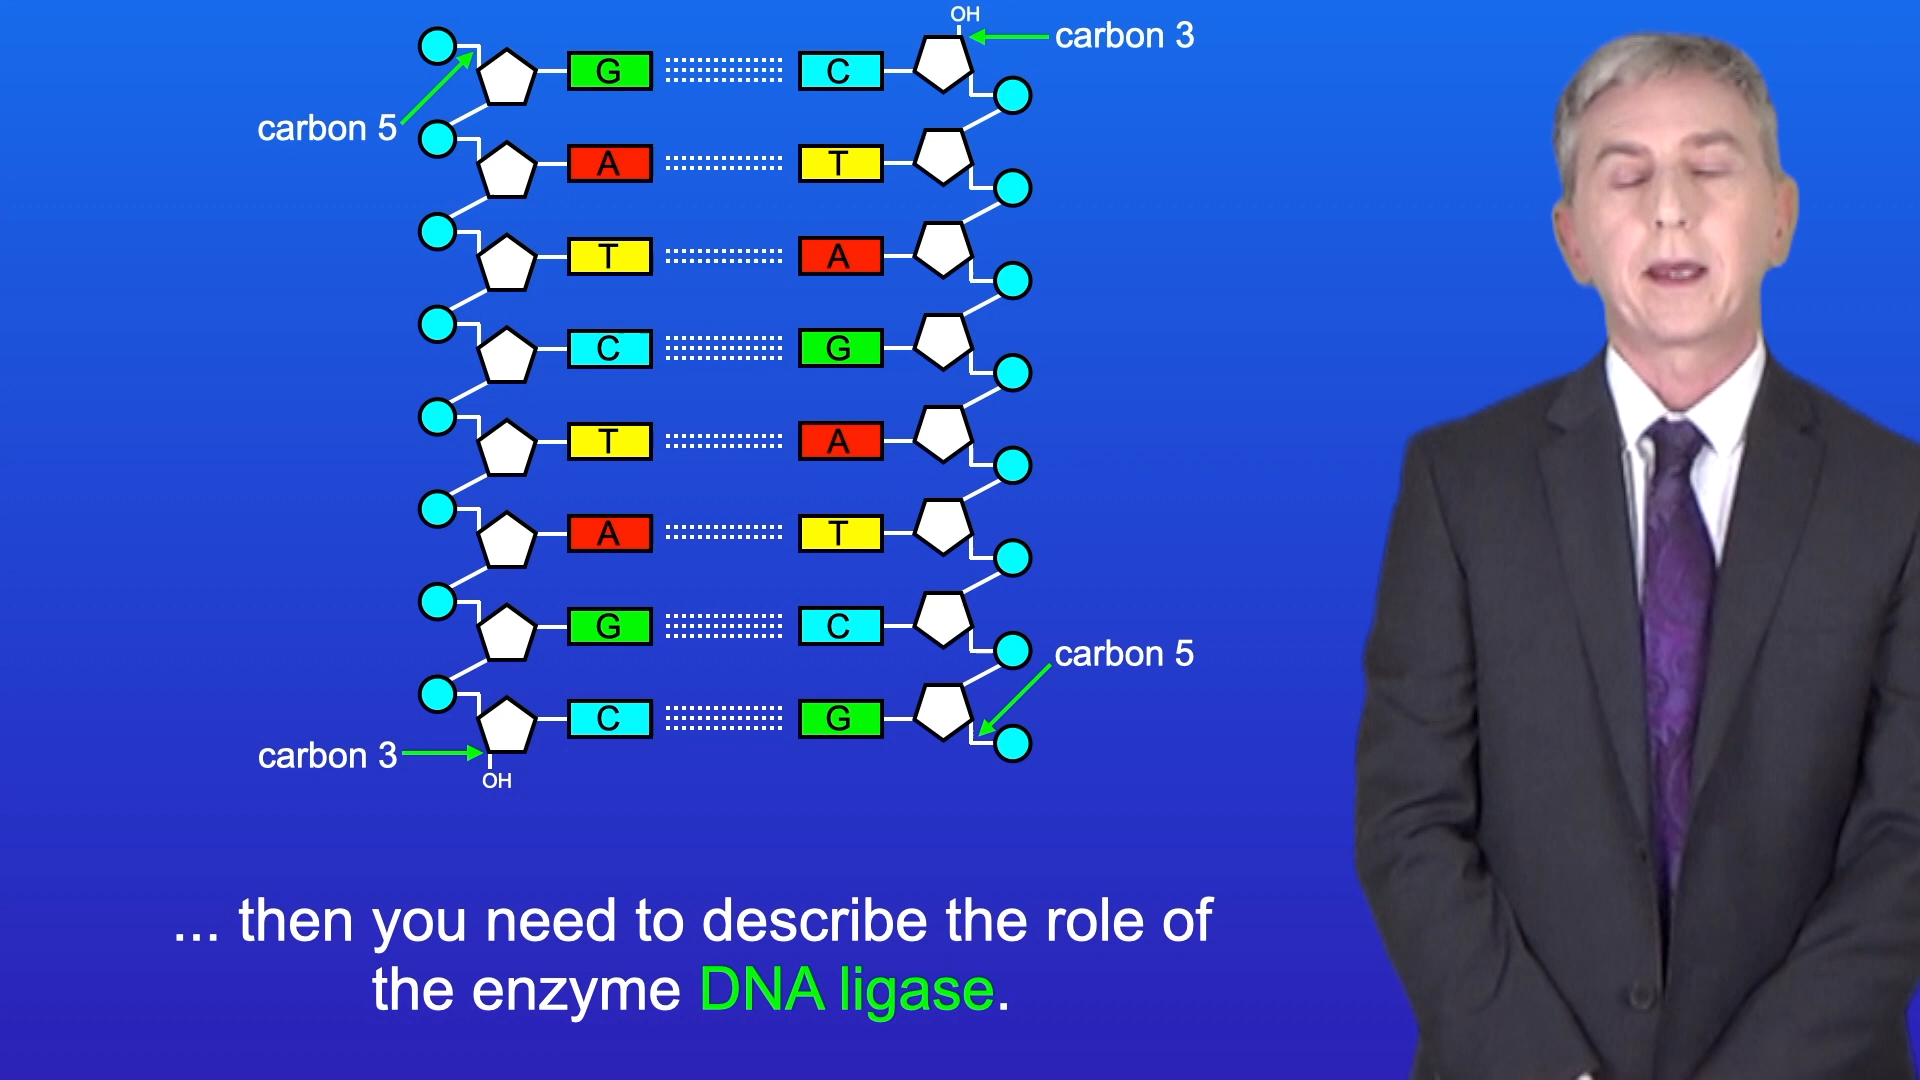 OH
carbon 3
G C
carbon 5
A T
T A
C G
T A
A T
G C
carbon 5
C G
carbon 3
OH
... then you need to describe the role of
the enzyme DNA ligase.